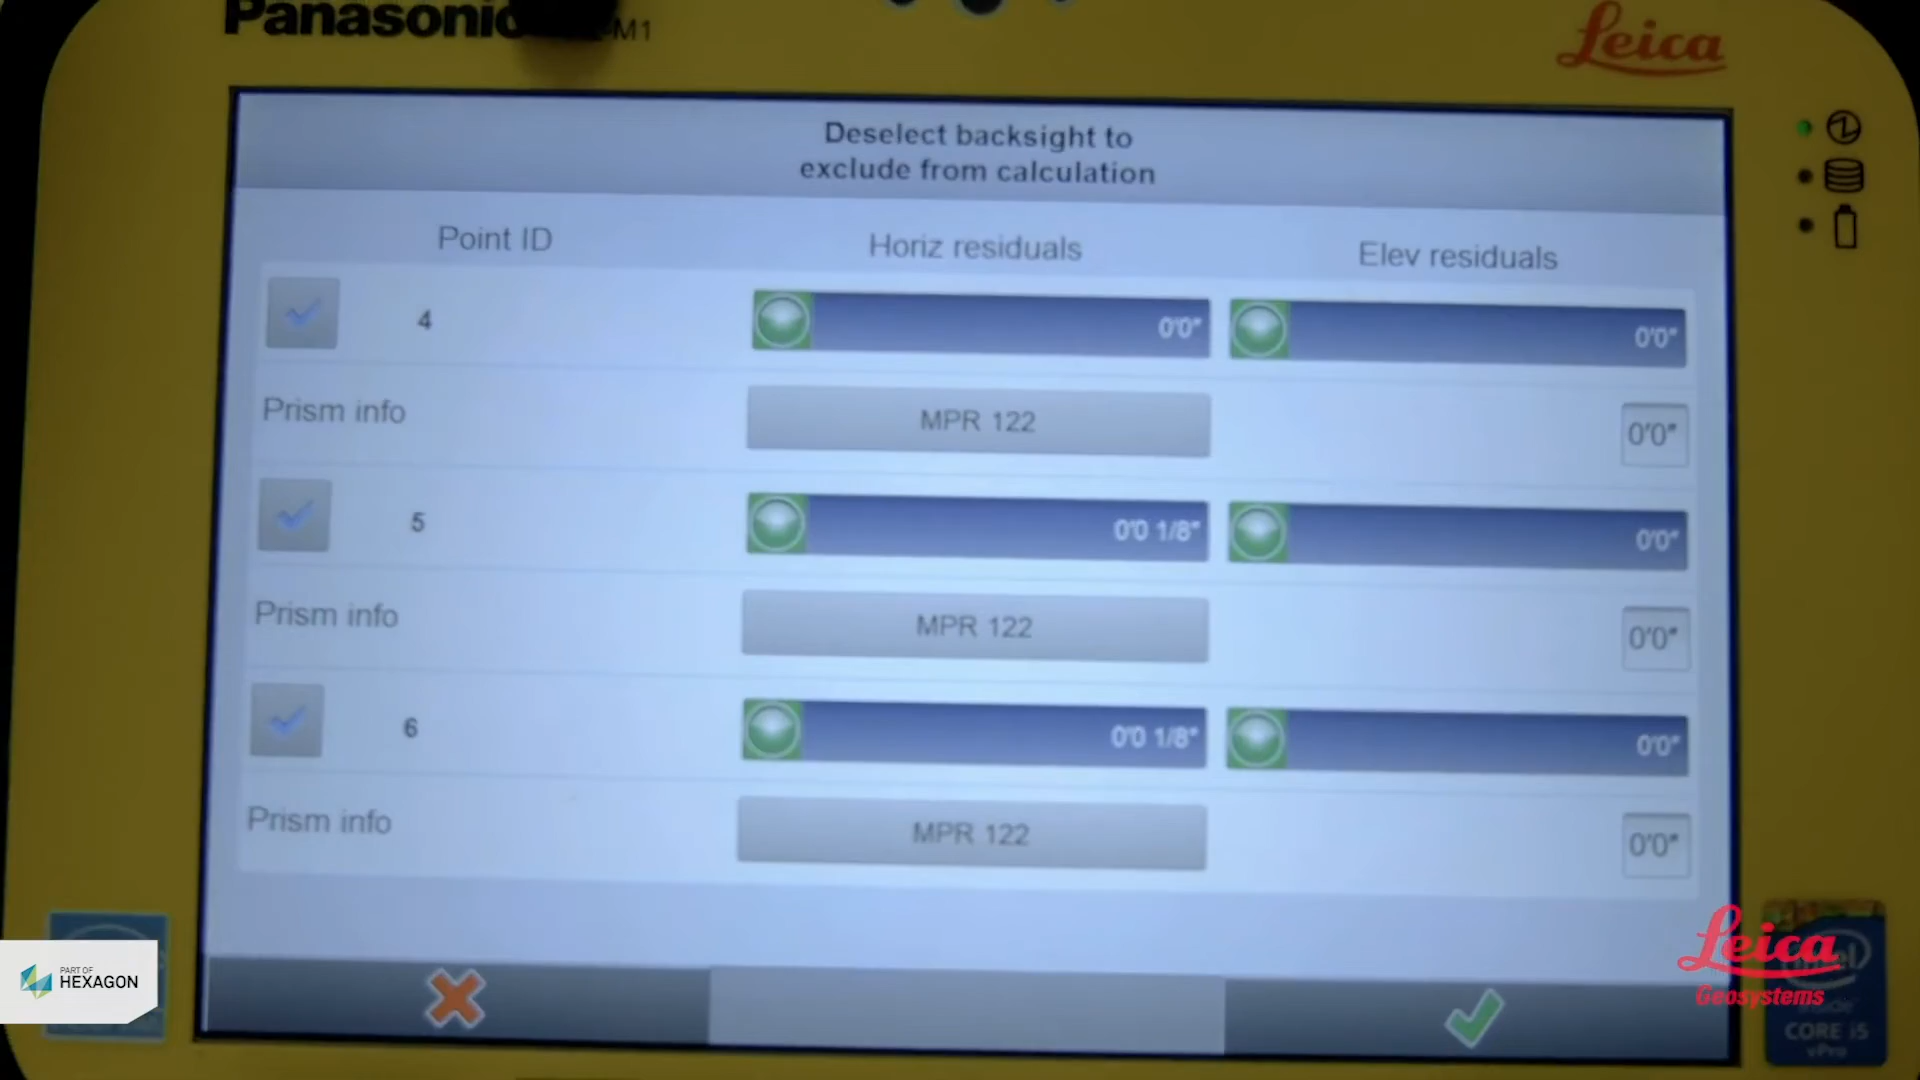 Panasonic
-M1
Leica
Deselect backsight to
exclude from calculation
Point ID
Horiz residuals
Elev residuals
4
0'0"
0'0"
Prism info
MPR 122
0'0"
5
0'0 1/8"
0'0"
Prism info
MPR 122
0'0"
6
0'0 1/8"
0'0"
Prism info
MPR 122
0'0"
PART OF
HEXAGON
Leica
Geosystems
intel
inside
CORE i5
vPro